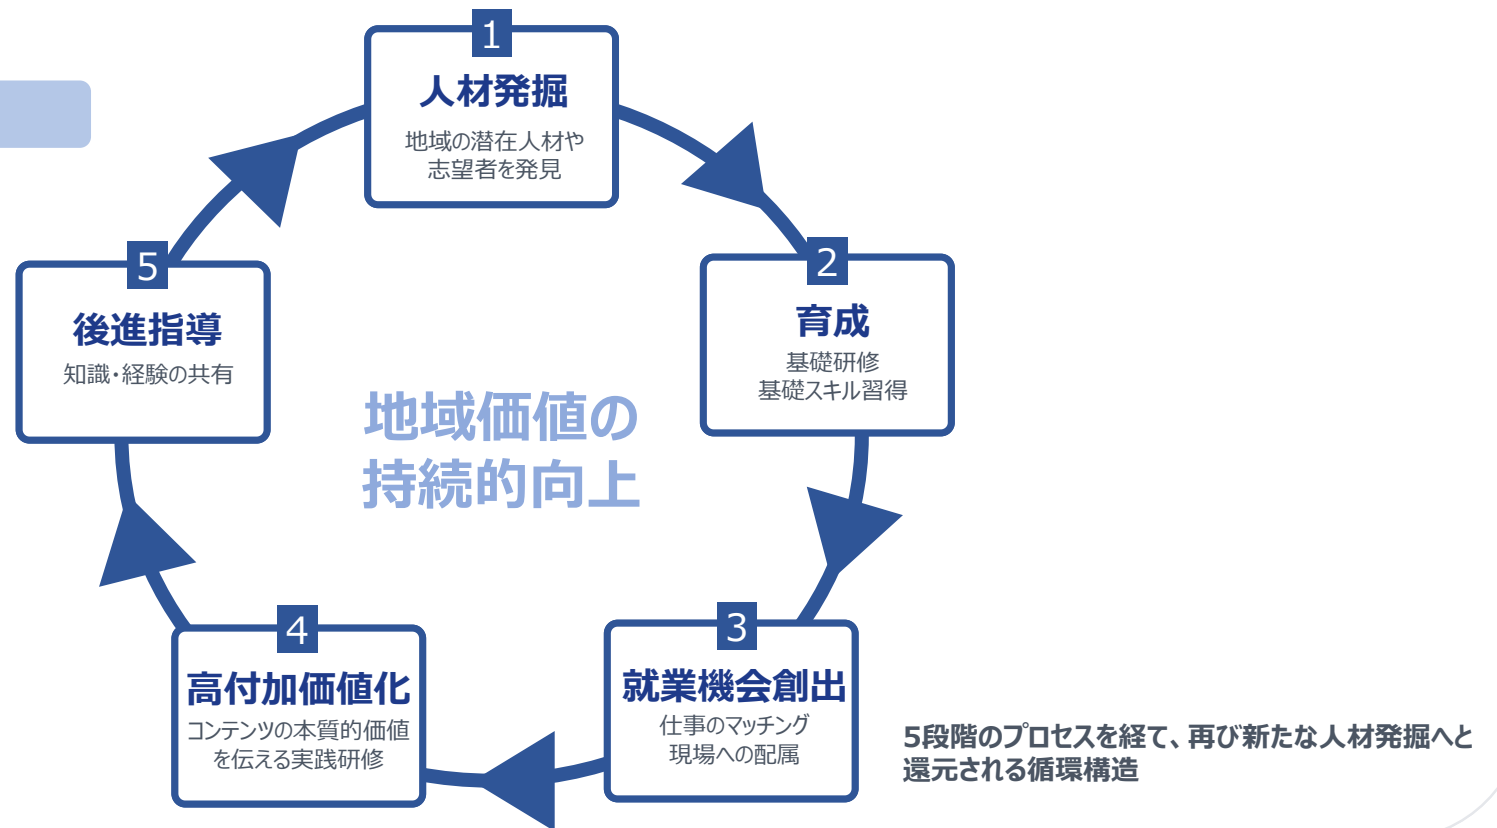 1
人材発掘
地域の潜在人材や
志望者を発見
2
育成
基礎研修
基礎スキル習得
3
就業機会創出
仕事のマッチング
現場への配属
4
高付加価値化
コンテンツの本質的価値
を伝える実践研修
5
後進指導
知識・経験の共有
地域価値の
持続的向上
5段階のプロセスを経て、再び新たな人材発掘へと
還元される循環構造